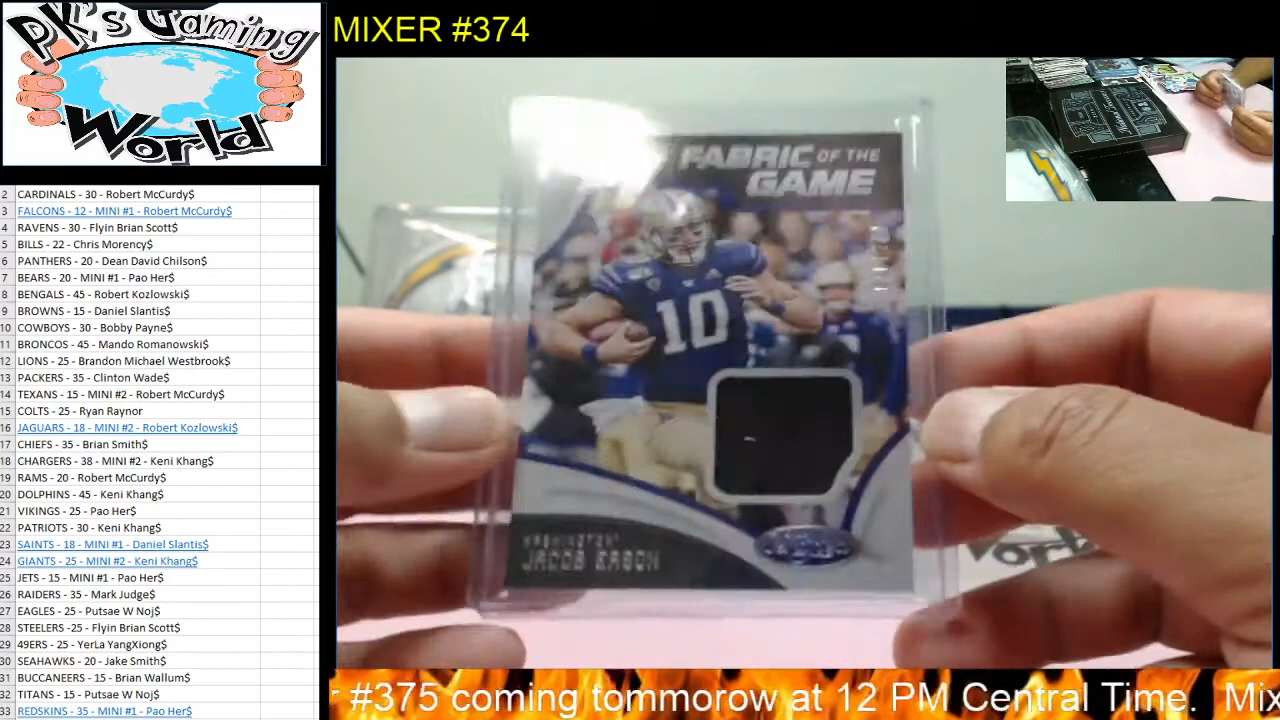 PK's Gaming
World
MIXER #374
2 CARDINALS - 30 - Robert McCurdy$
3 FALCONS - 12 - MINI #1 - Robert McCurdy$
4 RAVENS - 30 - Flyin Brian Scott$
5 BILLS - 22 - Chris Morency$
6 PANTHERS - 20 - Dean David Chilson$
7 BEARS - 20 - MINI #1 - Pao Her$
8 BENGALS - 45 - Robert Kozlowski$
9 BROWNS - 15 - Daniel Slantis$
10 COWBOYS - 30 - Bobby Payne$
11 BRONCOS - 45 - Mando Romanowski$
12 LIONS - 25 - Brandon Michael Westbrook$
13 PACKERS - 35 - Clinton Wade$
14 TEXANS - 15 - MINI #2 - Robert McCurdy$
15 COLTS - 25 - Ryan Raynor
16 JAGUARS - 18 - MINI #2 - Robert Kozlowski$
17 CHIEFS - 35 - Brian Smith$
18 CHARGERS - 38 - MINI #2 - Keni Khang$
19 RAMS - 20 - Robert McCurdy$
20 DOLPHINS - 45 - Keni Khang$
21 VIKINGS - 25 - Pao Her$
22 PATRIOTS - 30 - Keni Khang$
23 SAINTS - 18 - MINI #1 - Daniel Slantis$
24 GIANTS - 25 - MINI #2 - Keni Khang$
25 JETS - 15 - MINI #1 - Pao Her$
26 RAIDERS - 35 - Mark Judge$
27 EAGLES - 25 - Putsae W Noj$
28 STEELERS -25 - Flyin Brian Scott$
29 49ERS - 25 - YerLa YangXiong$
30 SEAHAWKS - 20 - Jake Smith$
31 BUCCANEERS - 15 - Brian Wallum$
32 TITANS - 15 - Putsae W Noj$
33 REDSKINS - 35 - MINI #1 - Pao Her$
FABRIC OF THE
GAME
10
WASHINGTON
JACOB EASON
World
#375 coming tommorow at 12 PM Central Time. Mix